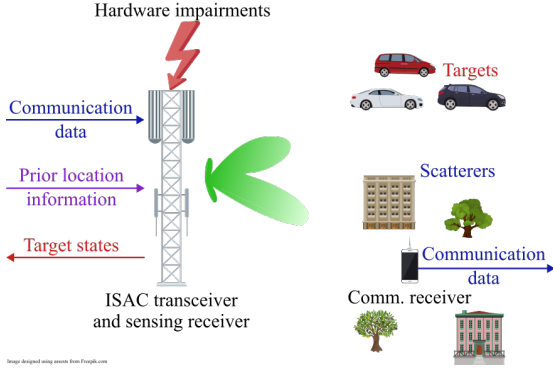 Hardware impairments
Communication
data
Prior location
information
Target states
ISAC transceiver
and sensing receiver
Targets
Scatterers
Communication
data
Comm. receiver
Image designed using assests from Freepik.com